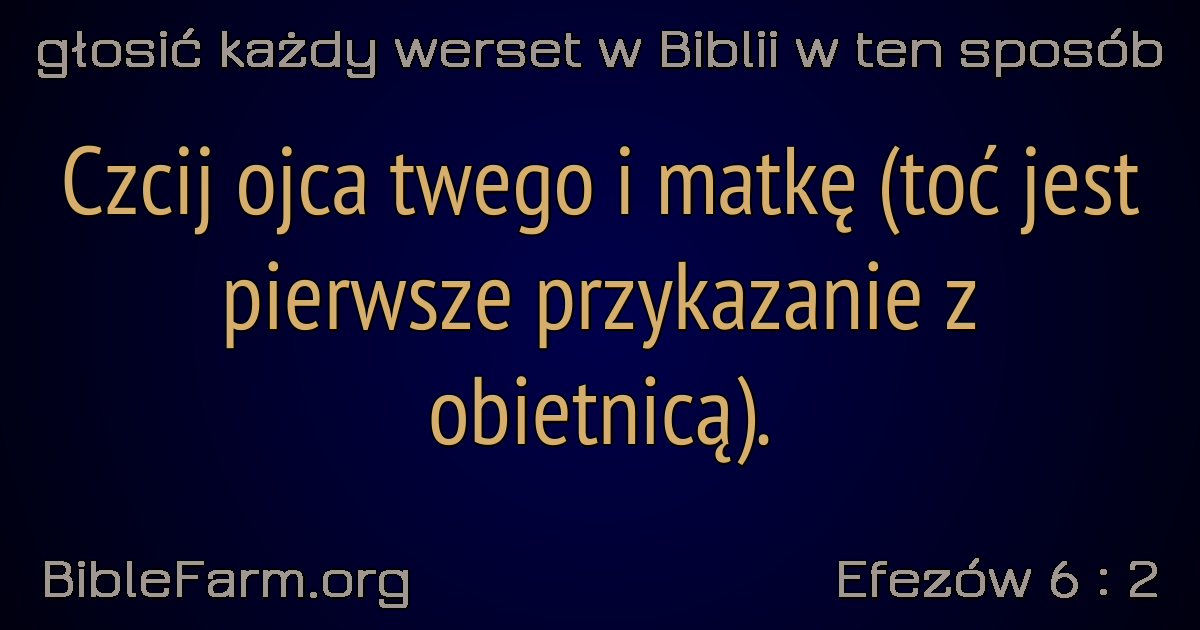 głosić każdy werset w Biblii w ten sposób
Czcij ojca twego i matkę (toć jest
pierwsze przykazanie z
obietnicą).
BibleFarm.org
Efezów 6 : 2